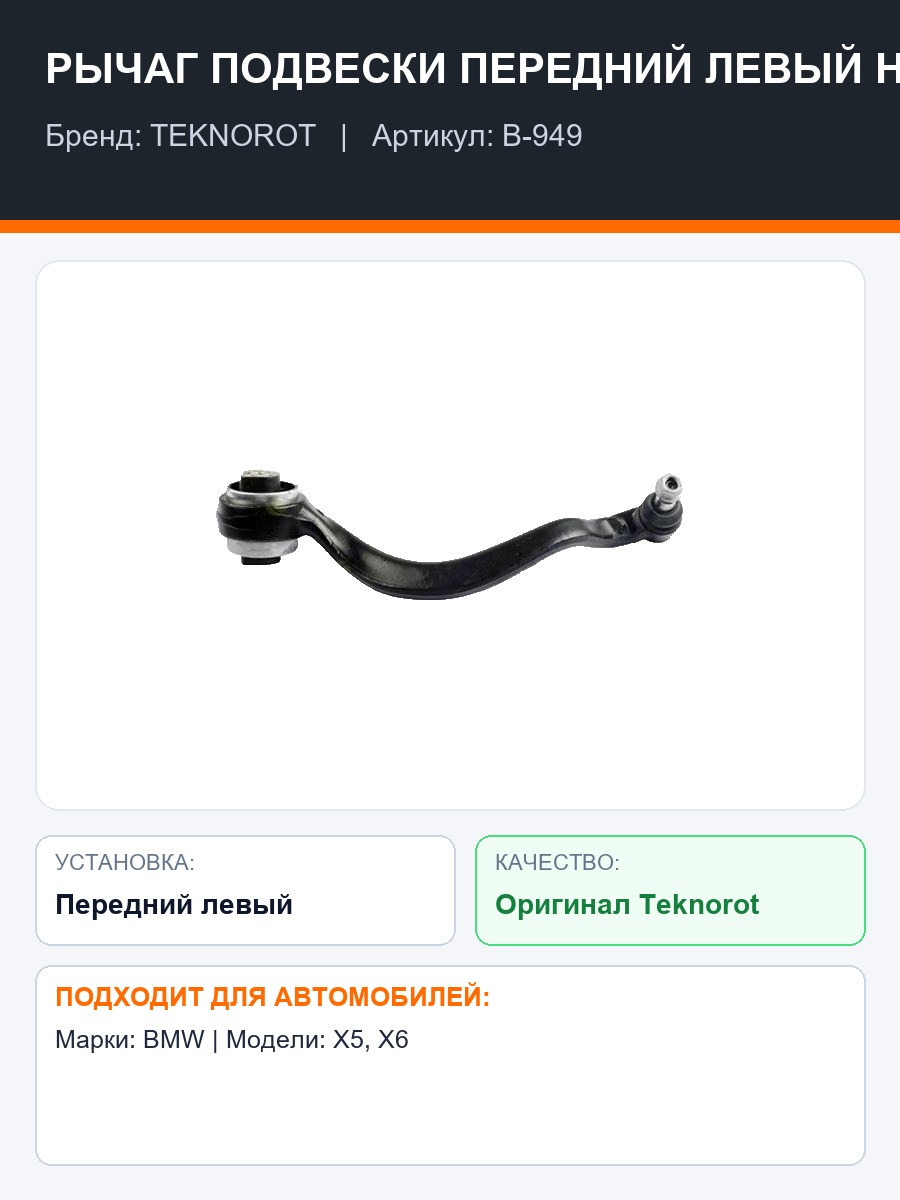 РЫЧАГ ПОДВЕСКИ ПЕРЕДНИЙ ЛЕВЫЙ Н
Бренд: TEKNOROT | Артикул: B-949
УСТАНОВКА:
Передний левый
КАЧЕСТВО:
Оригинал Teknorot
ПОДХОДИТ ДЛЯ АВТОМОБИЛЕЙ:
Марки: BMW | Модели: X5, X6